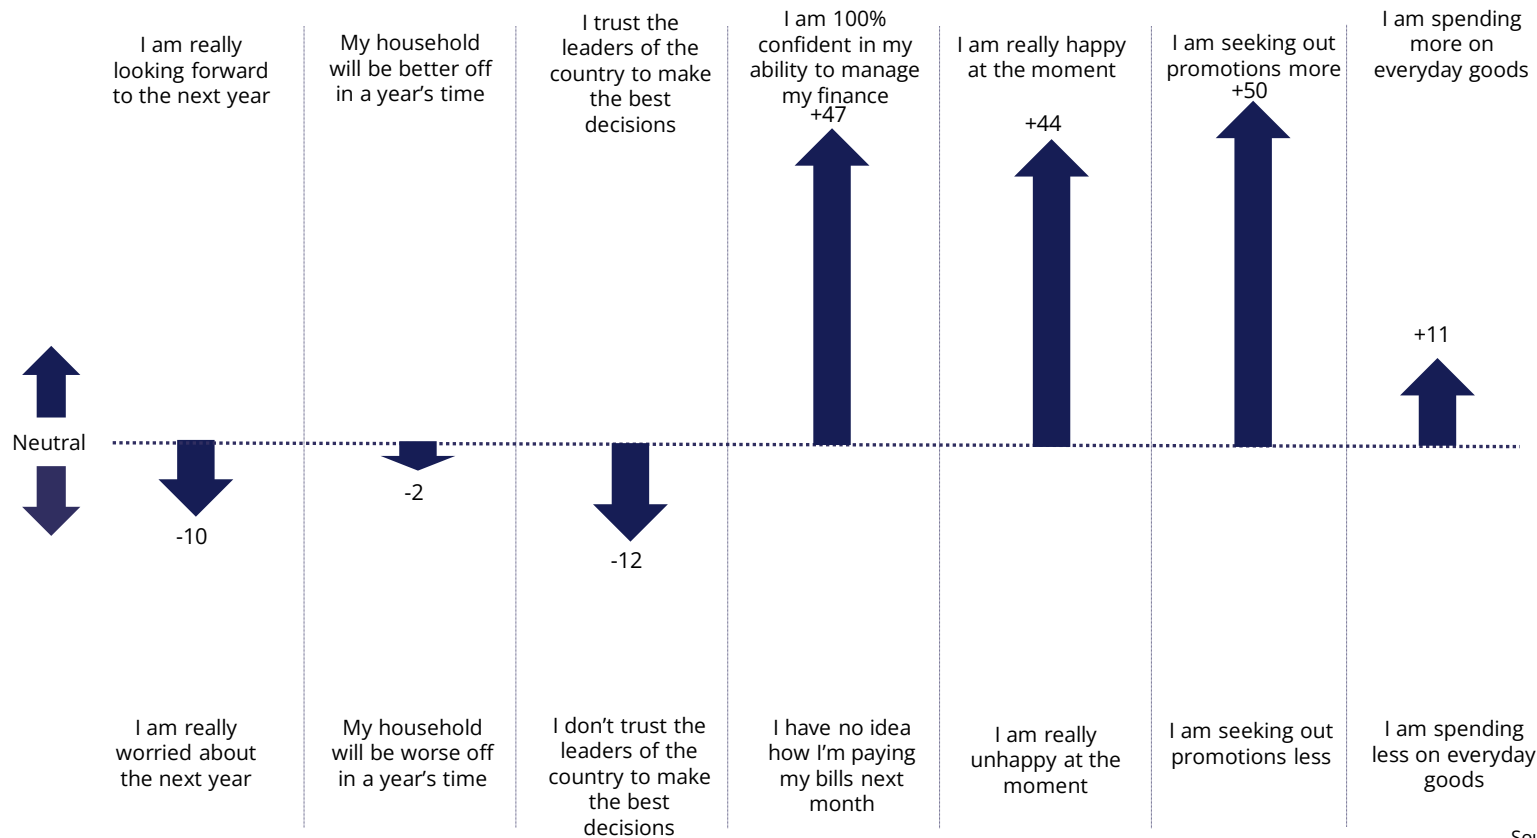 I am really
looking forward
to the next year
My household
will be better off
in a year's time
I trust the
leaders of the
country to make
the best
decisions
I am 100%
confident in my
ability to manage
my finance
I am really happy
at the moment
I am seeking out
promotions more
I am spending
more on
everyday goods
+47
+44
+50
+11
Neutral
-10
-2
-12
I am really
worried about
the next year
My household
will be worse off
in a year's time
I don’t trust the
leaders of the
country to make
the best
decisions
I have no idea
how I’m paying
my bills next
month
I am really
unhappy at the
moment
I am seeking out
promotions less
I am spending
less on everyday
goods